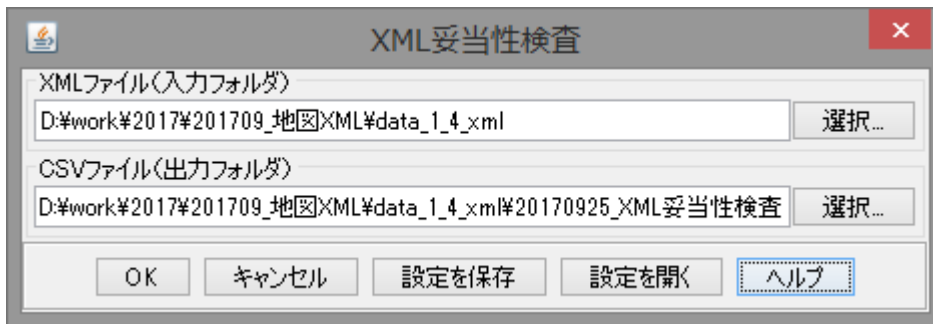 XML妥当性検査
XMLファイル(入力フォルダ)
D:¥work¥2017¥201709_地図XML¥data_1_4_xml
選択...
CSVファイル(出力フォルダ)
D:¥work¥2017¥201709_地図XML¥data_1_4_xml¥20170925_XML妥当性検査
選択...
OK キャンセル 設定を保存 設定を開く ヘルプ